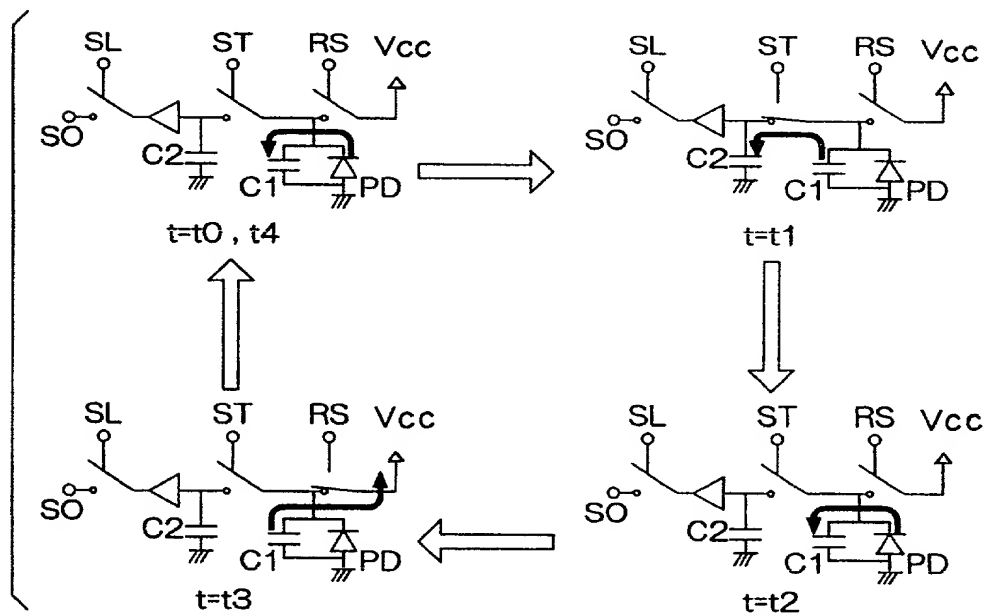 SL ST RS Vcc
SO C2 C1 PD
t=t0 , t4
SL ST RS Vcc
SO C2 C1 PD
t=t1
SL ST RS Vcc
SO C2 C1 PD
t=t3
SL ST RS Vcc
SO C2 C1 PD
t=t2